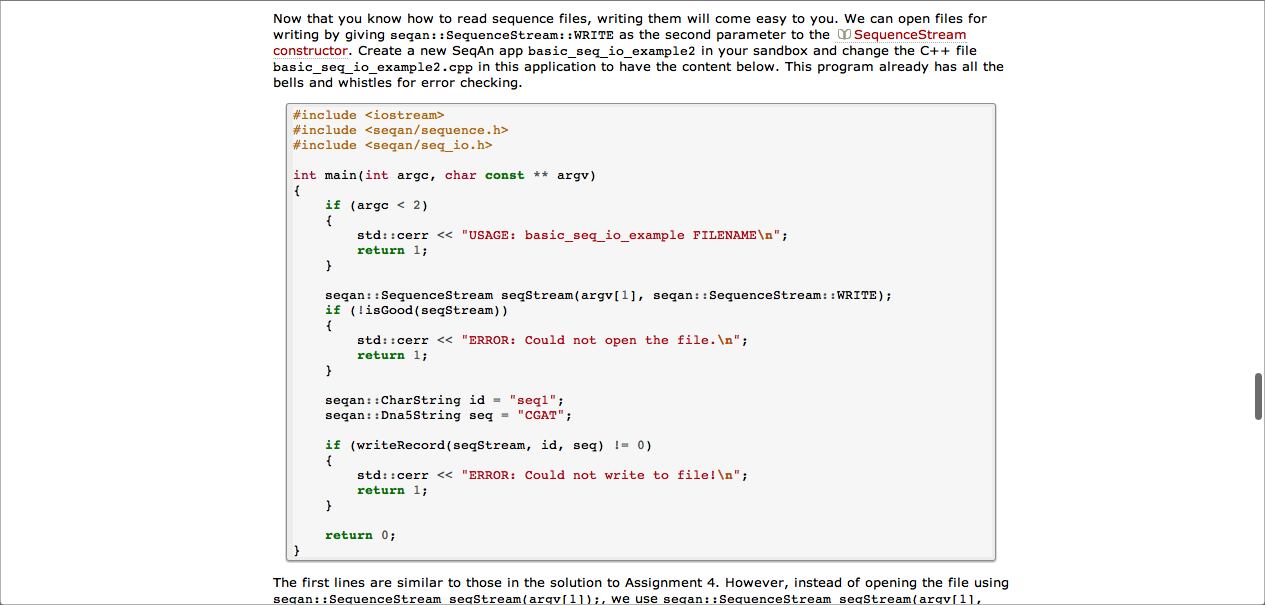 Now that you know how to read sequence files, writing them will come easy to you. We can open files for
writing by giving seqan::SequenceStream::WRITE as the second parameter to the SequenceStream
constructor. Create a new SeqAn app basic_seq_io_example2 in your sandbox and change the C++ file
basic_seq_io_example2.cpp in this application to have the content below. This program already has all the
bells and whistles for error checking.
#include <iostream>
#include <seqan/sequence.h>
#include <seqan/seq_io.h>
int main(int argc, char const ** argv)
{
    if (argc < 2)
    {
        std::cerr << "USAGE: basic_seq_io_example FILENAME\n";
        return 1;
    }
    seqan::SequenceStream seqStream(argv[1], seqan::SequenceStream::WRITE);
    if (!isGood(seqStream))
    {
        std::cerr << "ERROR: Could not open the file.\n";
        return 1;
    }
    seqan::CharString id = "seq1";
    seqan::Dna5String seq = "CGAT";
    if (writeRecord(seqStream, id, seq) != 0)
    {
        std::cerr << "ERROR: Could not write to file!\n";
        return 1;
    }
    return 0;
}
The first lines are similar to those in the solution to Assignment 4. However, instead of opening the file using
seqan::SequenceStream seqStream(argv[1]);, we use seqan::SequenceStream seqStream(argv[1],